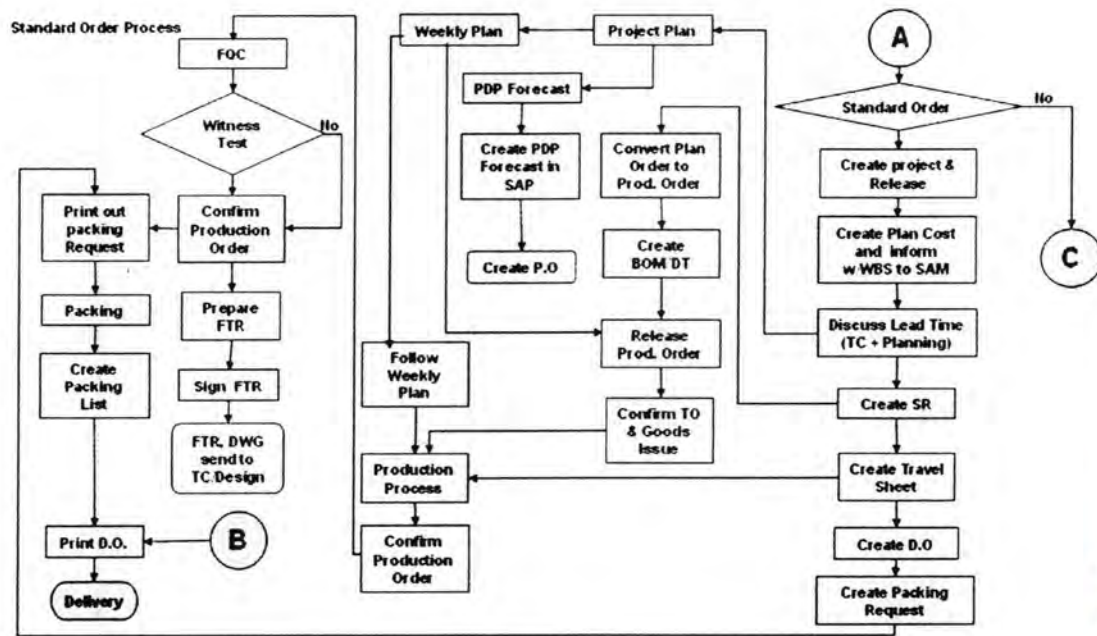 Standard Order Process
FQC
Witness
Test
No
Print out
packing
Request
Confirm
Production
Order
Packing
Prepare
FTR
Create
Packing
List
Sign FTR
FTR, DWG
send to
TC/Design
Print D.O.
B
Delivery
Weekly Plan
Project Plan
PDP Forecast
Create PDP
Forecast in
SAP
Convert Plan
Order to
Prod. Order
Create P.O
Create
BOM/DT
Release
Prod. Order
Follow
Weekly
Plan
Confirm TO
& Goods
Issue
Production
Process
Confirm
Production
Order
A
Standard Order
No
Create project &
Release
Create Plan Cost
and inform
w/WBS to SAM
C
Discuss Lead Time
(TC + Planning)
Create SR
Create Travel
Sheet
Create D.O
Create Packing
Request